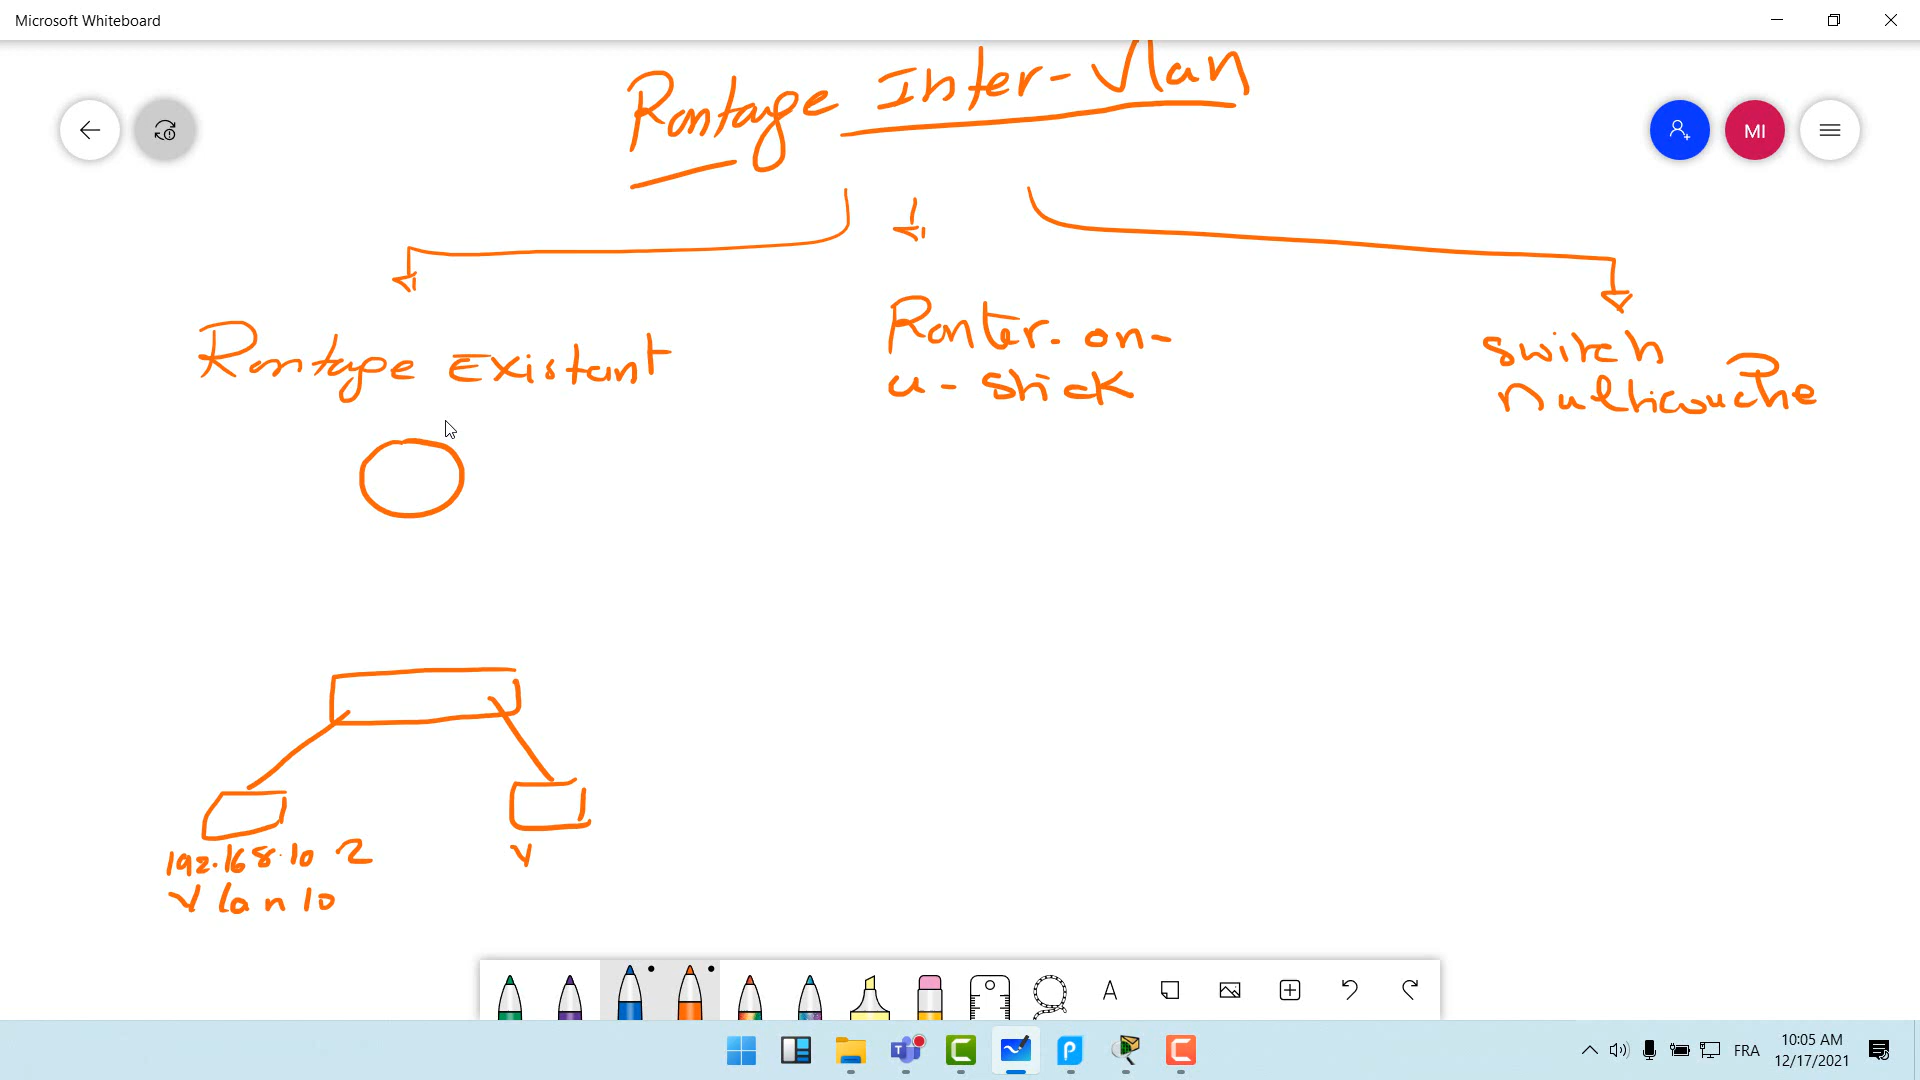 Microsoft Whiteboard
Routage Inter-Vlan
MI
Routage Existant
Router-on-
a-stick
switch
Multicouche
192.168.10 2
Vlan 10
V
A
FRA
10:05 AM
12/17/2021